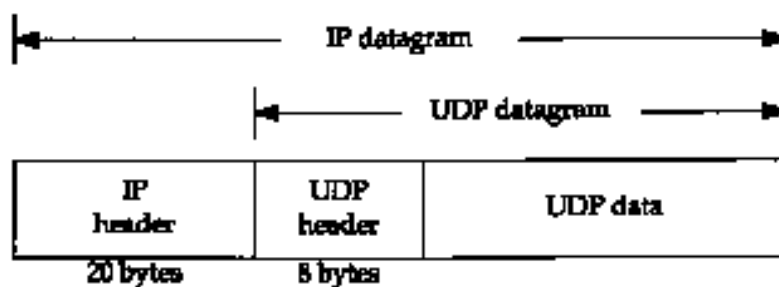 IP datagram
UDP datagram
IP
header
UDP
header
UDP data
20 bytes
8 bytes